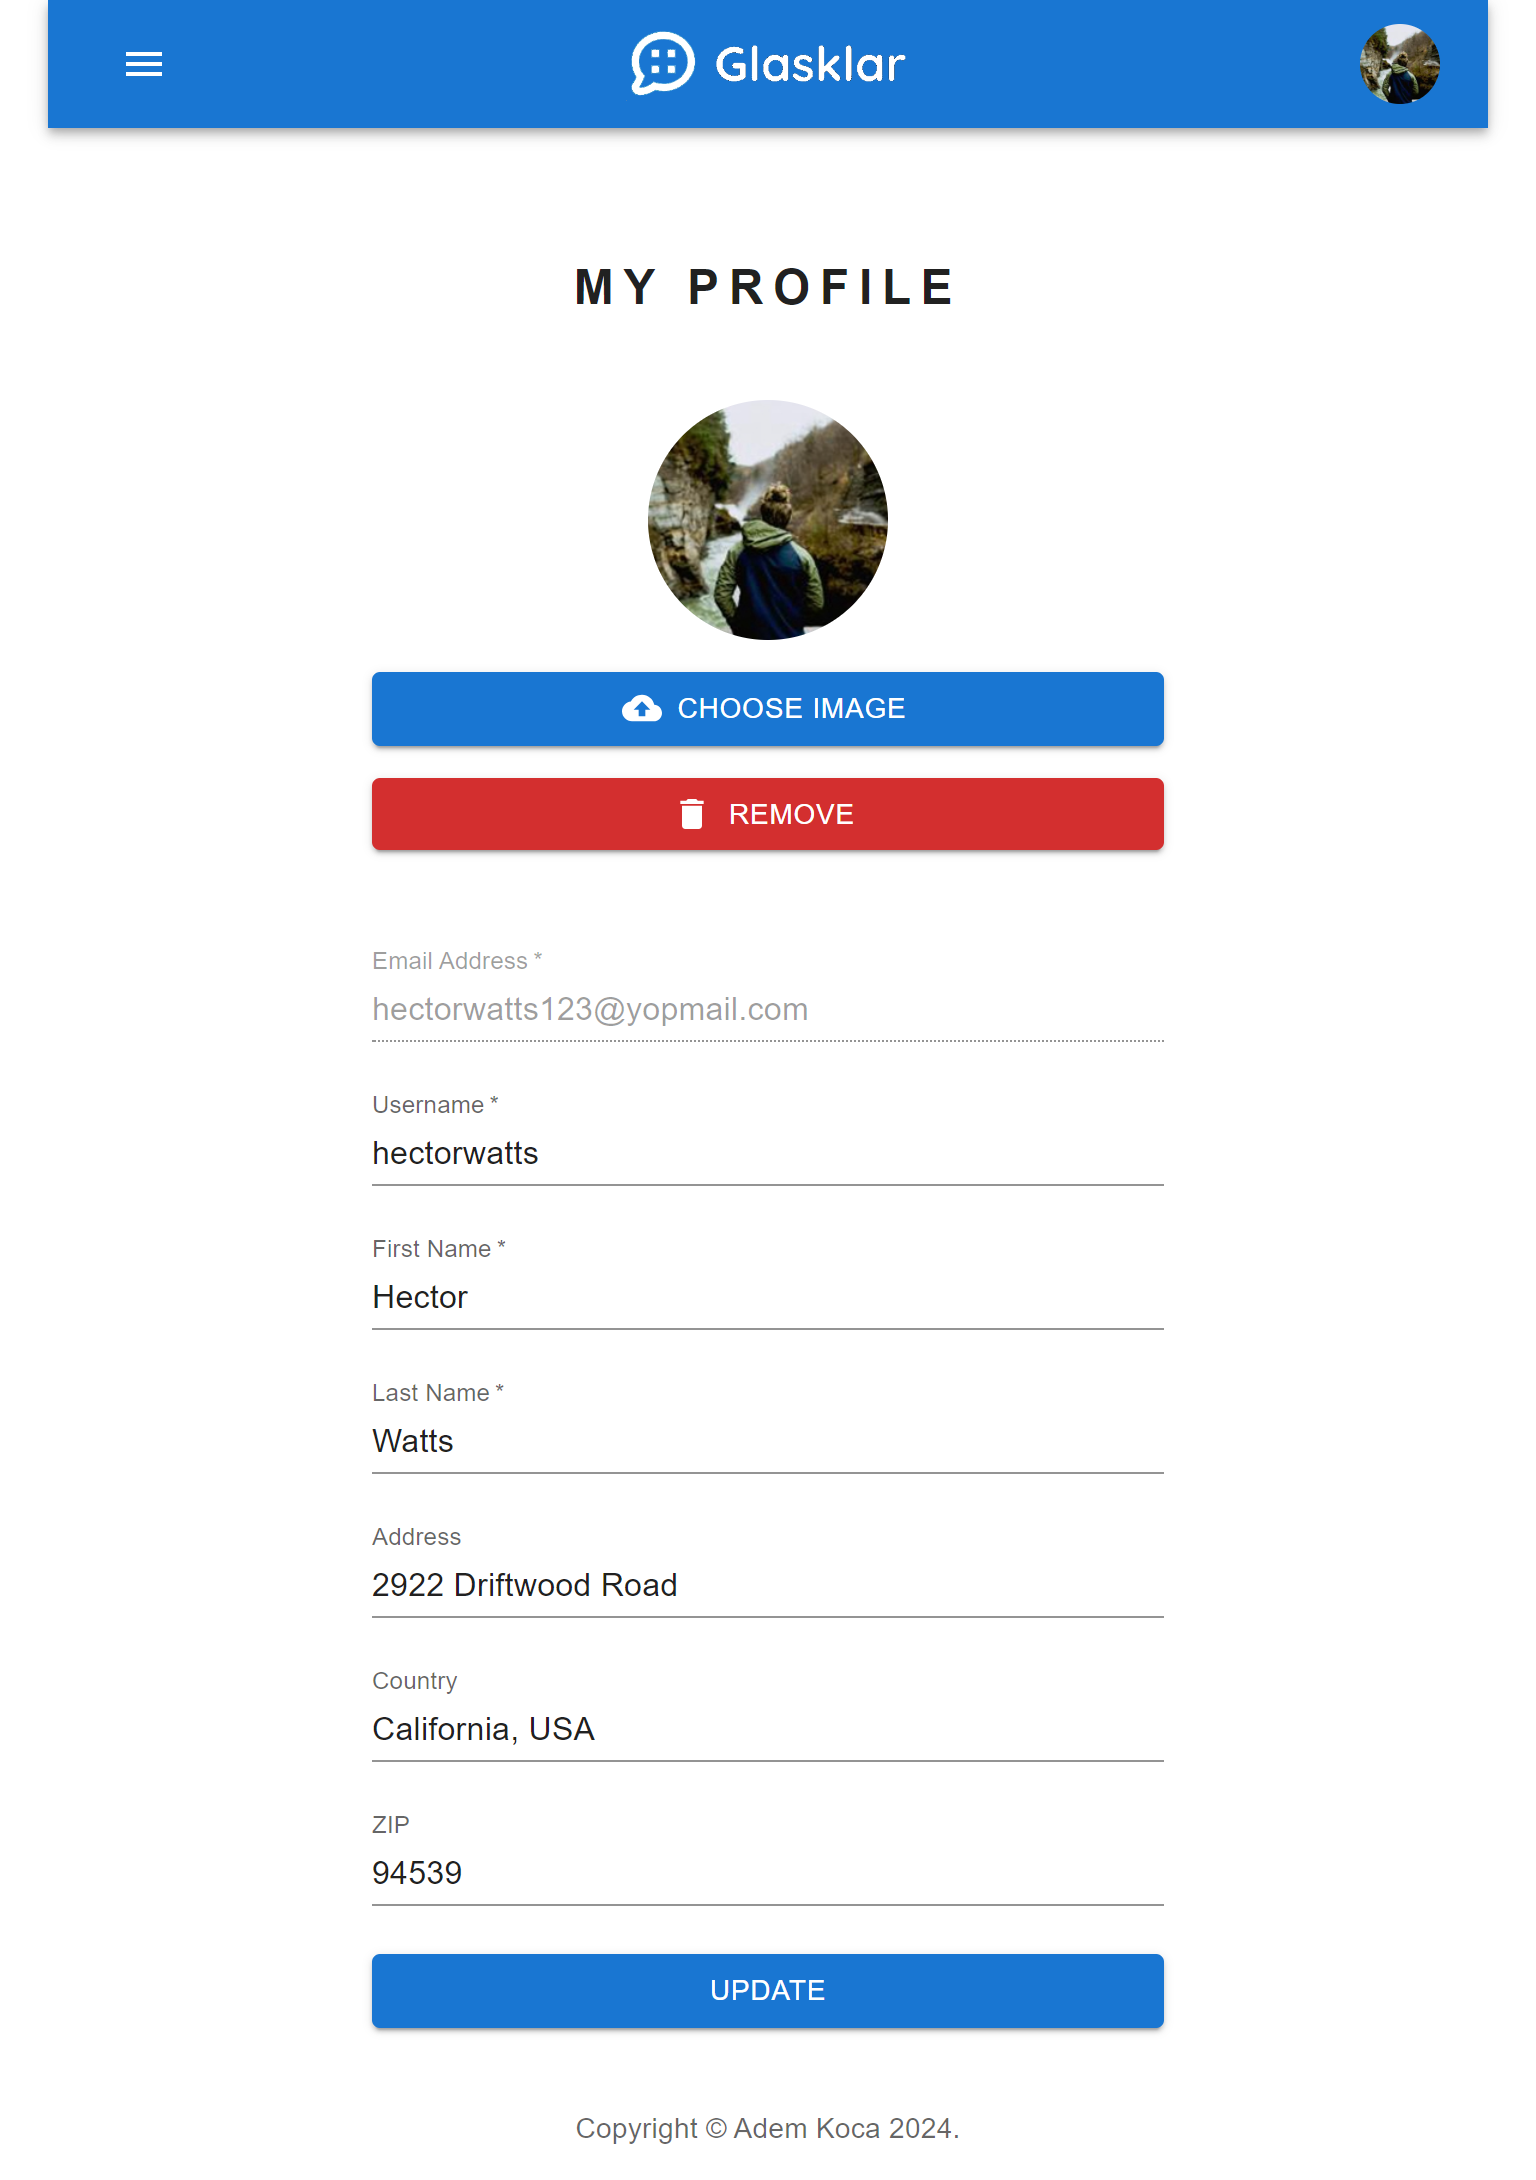 Glasklar
MY PROFILE
CHOOSE IMAGE
REMOVE
Email Address *
hectorwatts123@yopmail.com
Username *
hectorwatts
First Name *
Hector
Last Name *
Watts
Address
2922 Driftwood Road
Country
California, USA
ZIP
94539
UPDATE
Copyright © Adem Koca 2024.